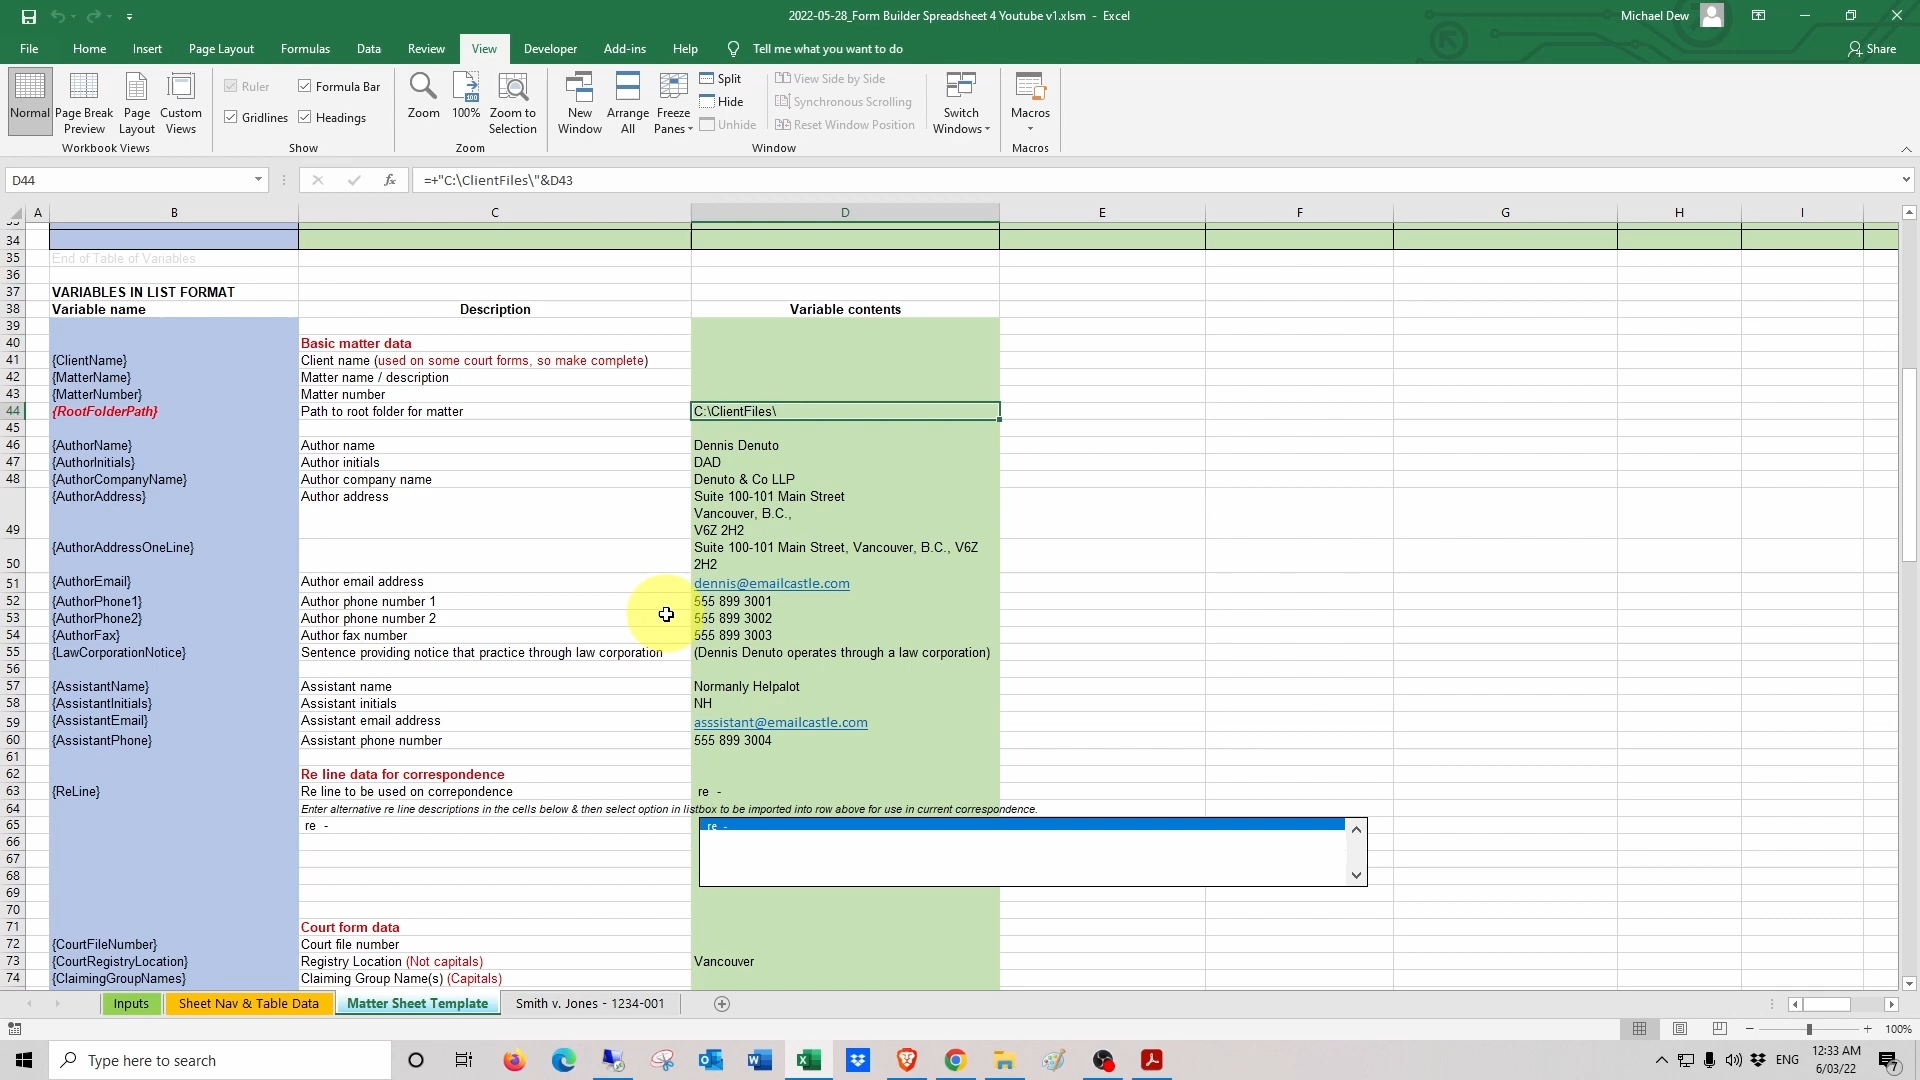 2022-05-28_Form Builder Spreadsheet 4 Youtube v1.xlsm - Excel
Michael Dew
File Home Insert Page Layout Formulas Data Review View Developer Add-ins Help Tell me what you want to do Share
Normal
Page Break Preview
Page Layout
Custom Views
Workbook Views
Ruler
Formula Bar
Gridlines
Headings
Show
Zoom
100%
Zoom to Selection
Zoom
New Window
Arrange All
Freeze Panes
Split
Hide
Unhide
View Side by Side
Synchronous Scrolling
Reset Window Position
Window
Switch Windows
Macros
Macros
D44 fx =+"C:\ClientFiles\"&D43
A B C D E F G H I
34
35 End of Table of Variables
36
37 VARIABLES IN LIST FORMAT
38 Variable name Description Variable contents
39
40 Basic matter data
41 {ClientName} Client name (used on some court forms, so make complete)
42 {MatterName} Matter name / description
43 {MatterNumber} Matter number
44 {RootFolderPath} Path to root folder for matter C:\ClientFiles\
45
46 {AuthorName} Author name Dennis Denuto
47 {AuthorInitials} Author initials DAD
48 {AuthorCompanyName} Author company name Denuto & Co LLP
{AuthorAddress} Author address Suite 100-101 Main Street
Vancouver, B.C.,
49 V6Z 2H2
{AuthorAddressOneLine} Suite 100-101 Main Street, Vancouver, B.C., V6Z
50 2H2
51 {AuthorEmail} Author email address dennis@emailcastle.com
52 {AuthorPhone1} Author phone number 1 555 899 3001
53 {AuthorPhone2} Author phone number 2 555 899 3002
54 {AuthorFax} Author fax number 555 899 3003
55 {LawCorporationNotice} Sentence providing notice that practice through law corporation (Dennis Denuto operates through a law corporation)
56
57 {AssistantName} Assistant name Normanly Helpalot
58 {AssistantInitials} Assistant initials NH
59 {AssistantEmail} Assistant email address asssistant@emailcastle.com
60 {AssistantPhone} Assistant phone number 555 899 3004
61
62 Re line data for correspondence
63 {ReLine} Re line to be used on correpondence re -
64 Enter alternative re line descriptions in the cells below & then select option in listbox to be imported into row above for use in current correspondence.
65 re - re -
66
67
68
69
70
71 Court form data
72 {CourtFileNumber} Court file number
73 {CourtRegistryLocation} Registry Location (Not capitals) Vancouver
74 {ClaimingGroupNames} Claiming Group Name(s) (Capitals)
Inputs Sheet Nav & Table Data Matter Sheet Template Smith v. Jones - 1234-001
100%
Type here to search
ENG
12:33 AM
6/03/22
7